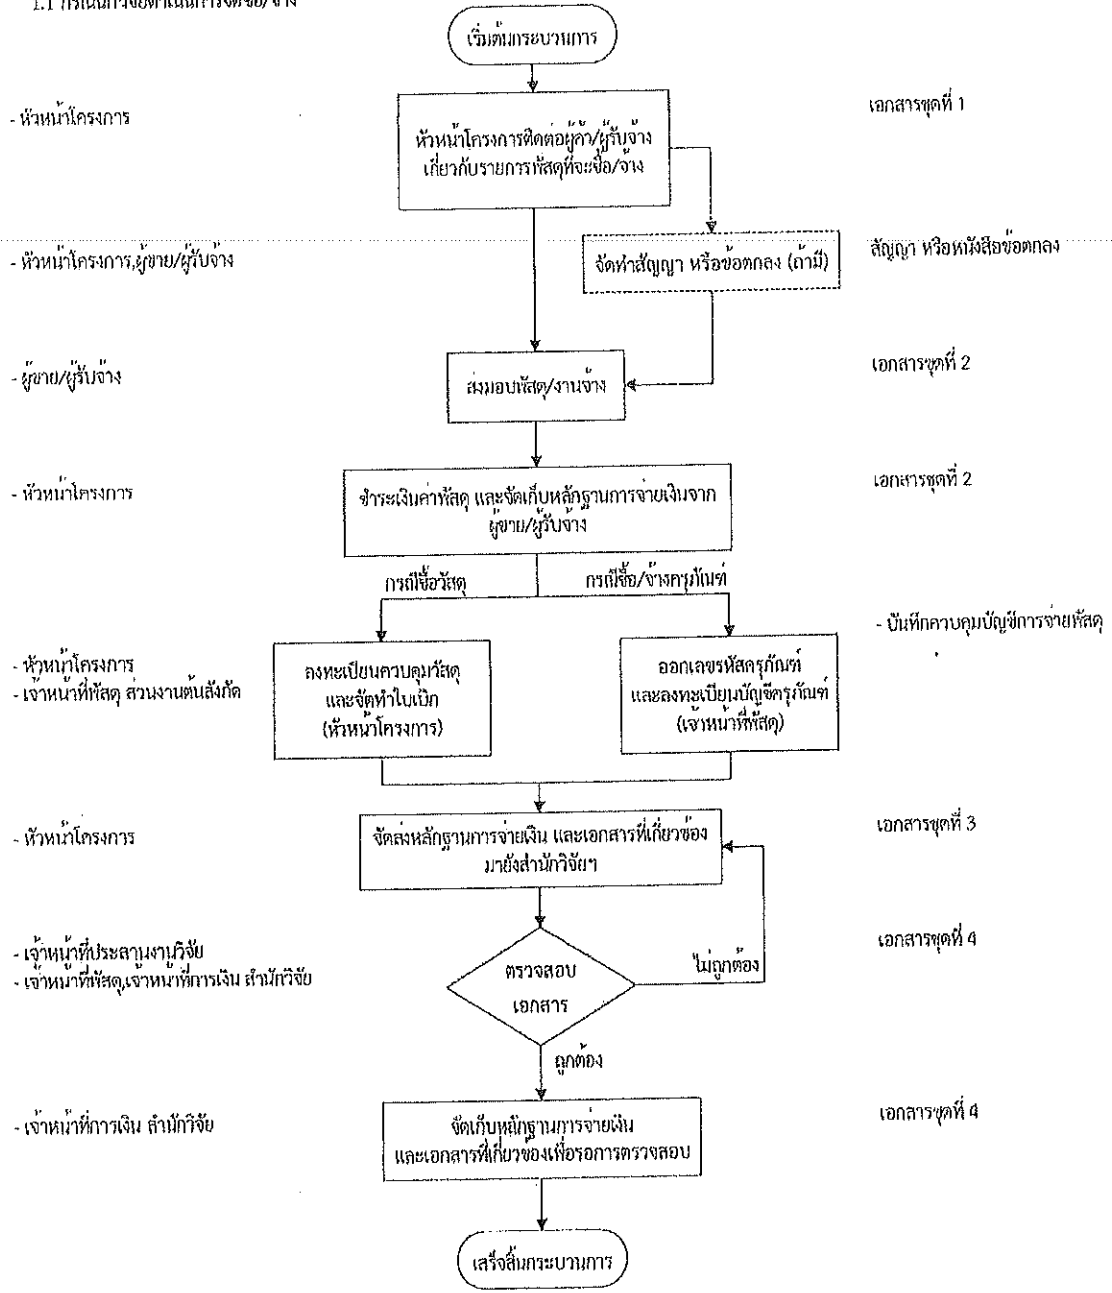 1.1 กรณีนักวิจัยดำเนินการจัดซื้อ/จ้าง
เริ่มต้นกระบวนการ
- หัวหน้าโครงการ
หัวหน้าโครงการติดต่อผู้ค้า/ผู้รับจ้าง
เกี่ยวกับรายการพัสดุที่จะซื้อ/จ้าง
เอกสารชุดที่ 1
- หัวหน้าโครงการ,ผู้ขาย/ผู้รับจ้าง
จัดทำสัญญา หรือข้อตกลง (ถ้ามี)
สัญญา หรือหนังสือข้อตกลง
- ผู้ขาย/ผู้รับจ้าง
ส่งมอบพัสดุ/งานจ้าง
เอกสารชุดที่ 2
- หัวหน้าโครงการ
ชำระเงินค่าพัสดุ และจัดเก็บหลักฐานการจ่ายเงินจาก
ผู้ขาย/ผู้รับจ้าง
เอกสารชุดที่ 2
กรณีซื้อวัสดุ
กรณีซื้อ/จ้างครุภัณฑ์
- หัวหน้าโครงการ
- เจ้าหน้าที่พัสดุ ส่วนงานต้นสังกัด
ลงทะเบียนควบคุมวัสดุ
และจัดทำใบเบิก
(หัวหน้าโครงการ)
ออกเลขรหัสครุภัณฑ์
และลงทะเบียนบัญชีครุภัณฑ์
(เจ้าหน้าที่พัสดุ)
- บันทึกควบคุมบัญชีการจ่ายพัสดุ
- หัวหน้าโครงการ
จัดส่งหลักฐานการจ่ายเงิน และเอกสารที่เกี่ยวข้อง
มายังสำนักวิจัยฯ
เอกสารชุดที่ 3
- เจ้าหน้าที่ประสานงานวิจัย
- เจ้าหน้าที่พัสดุ,เจ้าหน้าที่การเงิน สำนักวิจัย
ตรวจสอบ
เอกสาร
ไม่ถูกต้อง
เอกสารชุดที่ 4
ถูกต้อง
- เจ้าหน้าที่การเงิน สำนักวิจัย
จัดเก็บหลักฐานการจ่ายเงิน
และเอกสารที่เกี่ยวข้องเพื่อรอการตรวจสอบ
เอกสารชุดที่ 4
เสร็จสิ้นกระบวนการ